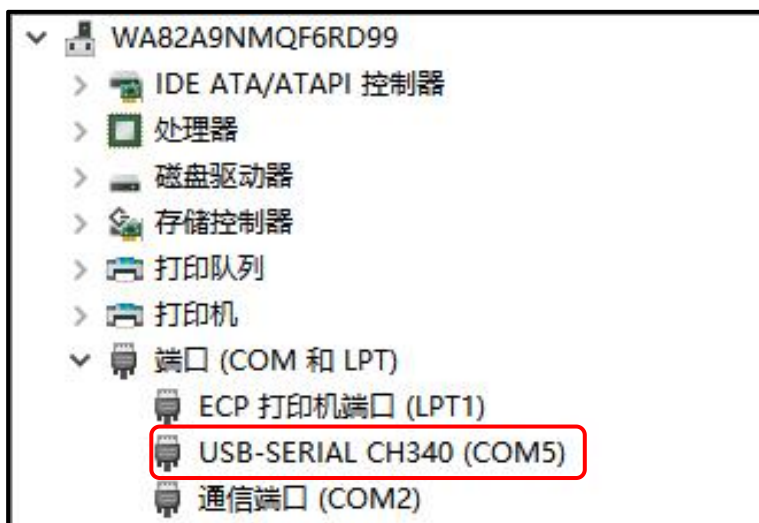 WA82A9NMQF6RD99
IDE ATA/ATAPI 控制器
处理器
磁盘驱动器
存储控制器
打印队列
打印机
端口 (COM 和 LPT)
ECP 打印机端口 (LPT1)
USB-SERIAL CH340 (COM5)
通信端口 (COM2)